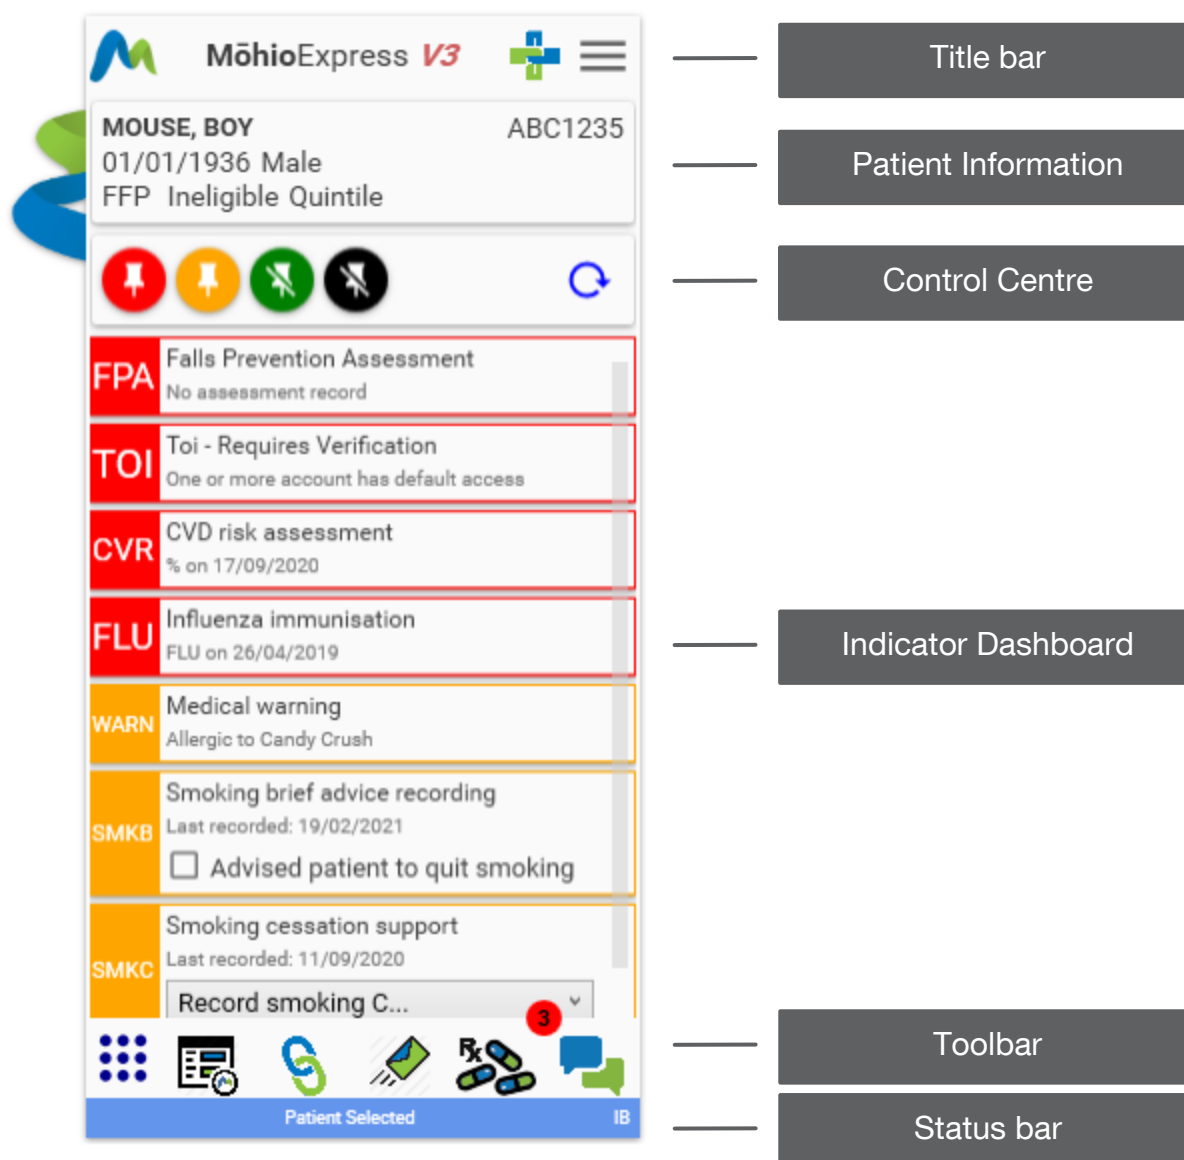 MōhioExpress V3
Title bar
MOUSE, BOY ABC1235
01/01/1936 Male
FFP Ineligible Quintile
Patient Information
Control Centre
FPA
Falls Prevention Assessment
No assessment record
TOI
Toi - Requires Verification
One or more account has default access
CVR
CVD risk assessment
% on 17/09/2020
FLU
Influenza immunisation
FLU on 26/04/2019
Indicator Dashboard
WARN
Medical warning
Allergic to Candy Crush
SMKB
Smoking brief advice recording
Last recorded: 19/02/2021
Advised patient to quit smoking
SMKC
Smoking cessation support
Last recorded: 11/09/2020
Record smoking C...
3
Rx
Toolbar
Patient Selected IB
Status bar